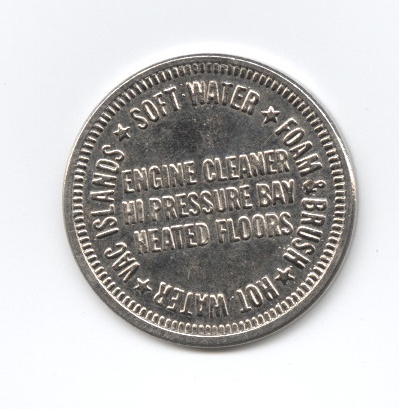 VAC ISLANDS ★ SOFT WATER ★ FOAM & BRUSH ★ HOT WATER ★
ENGINE CLEANER
HI PRESSURE BAY
HEATED FLOORS